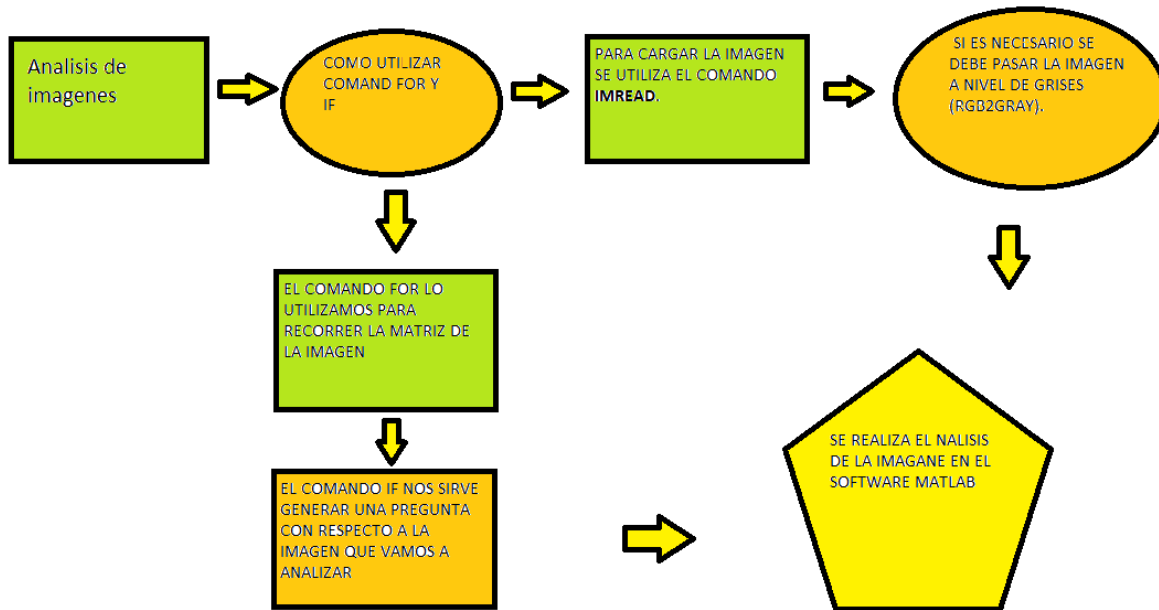 Analisis de
imagenes
COMO UTILIZAR
COMAND FOR Y
IF
PARA CARGAR LA IMAGEN
SE UTILIZA EL COMANDO
IMREAD.
SI ES NECESARIO SE
DEBE PASAR LA IMAGEN
A NIVEL DE GRISES
(RGB2GRAY).
EL COMANDO FOR LO
UTILIZAMOS PARA
RECORRER LA MATRIZ DE
LA IMAGEN
EL COMANDO IF NOS SIRVE
GENERAR UNA PREGUNTA
CON RESPECTO A LA
IMAGEN QUE VAMOS A
ANALIZAR
SE REALIZA EL NALISIS
DE LA IMAGANE EN EL
SOFTWARE MATLAB